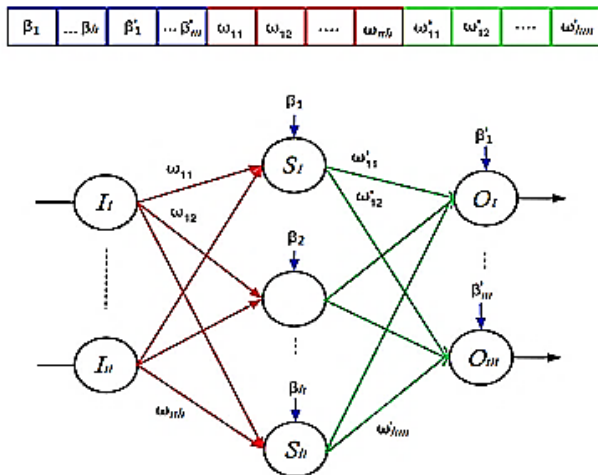 β₁ ... βₕ β'₁ ... β'ₘ ω₁₁ ω₁₂ .... ωₙₕ ω'₁₁ ω'₁₂ .... ω'ₕₘ
β₁
ω₁₁ S₁ ω'₁₁ β'₁
I₁ ω₁₂ ω'₁₂ O₁
β₂
β'ₘ
Iₙ Oₘ
βₕ
ωₙₕ Sₕ ω'ₕₘ